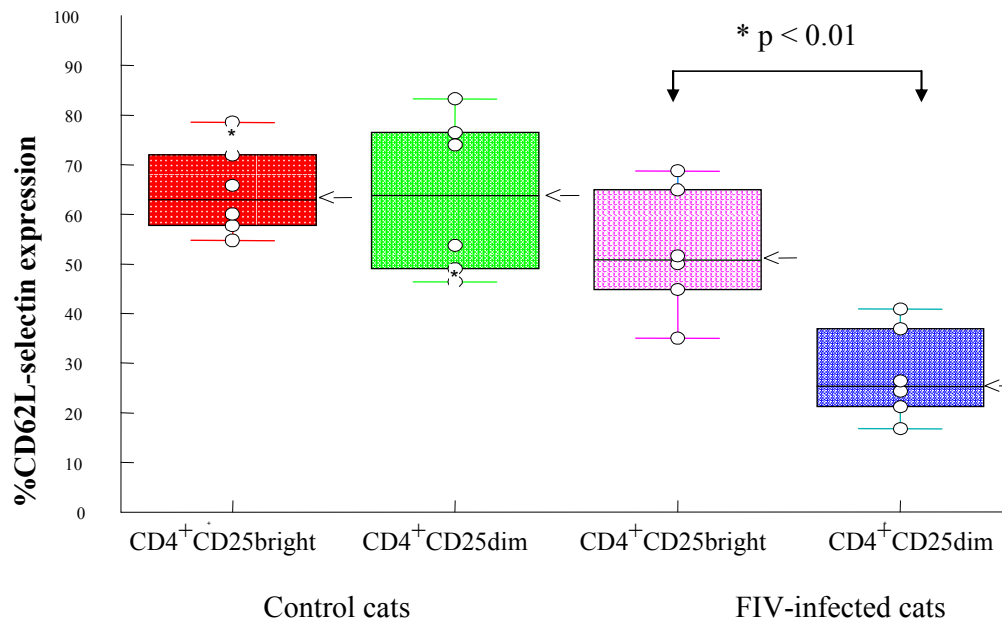 * p < 0.01
%CD62L-selectin expression
100
90
80
70
60
50
40
30
20
10
0
*
*
CD4+CD25bright
CD4+CD25dim
CD4+CD25bright
CD4+CD25dim
Control cats
FIV-infected cats